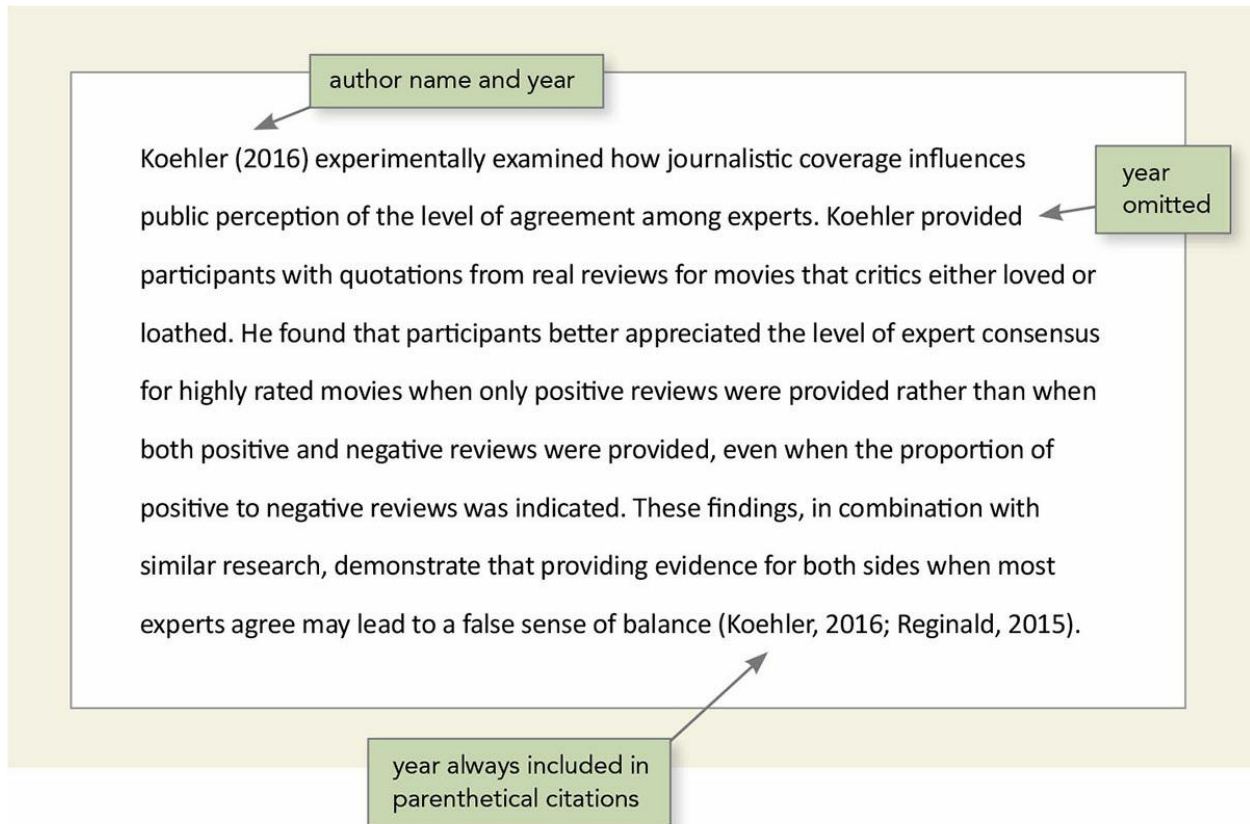 author name and year
Koehler (2016) experimentally examined how journalistic coverage influences
year
omitted
public perception of the level of agreement among experts. Koehler provided
participants with quotations from real reviews for movies that critics either loved or
loathed. He found that participants better appreciated the level of expert consensus
for highly rated movies when only positive reviews were provided rather than when
both positive and negative reviews were provided, even when the proportion of
positive to negative reviews was indicated. These findings, in combination with
similar research, demonstrate that providing evidence for both sides when most
experts agree may lead to a false sense of balance (Koehler, 2016; Reginald, 2015).
year always included in
parenthetical citations